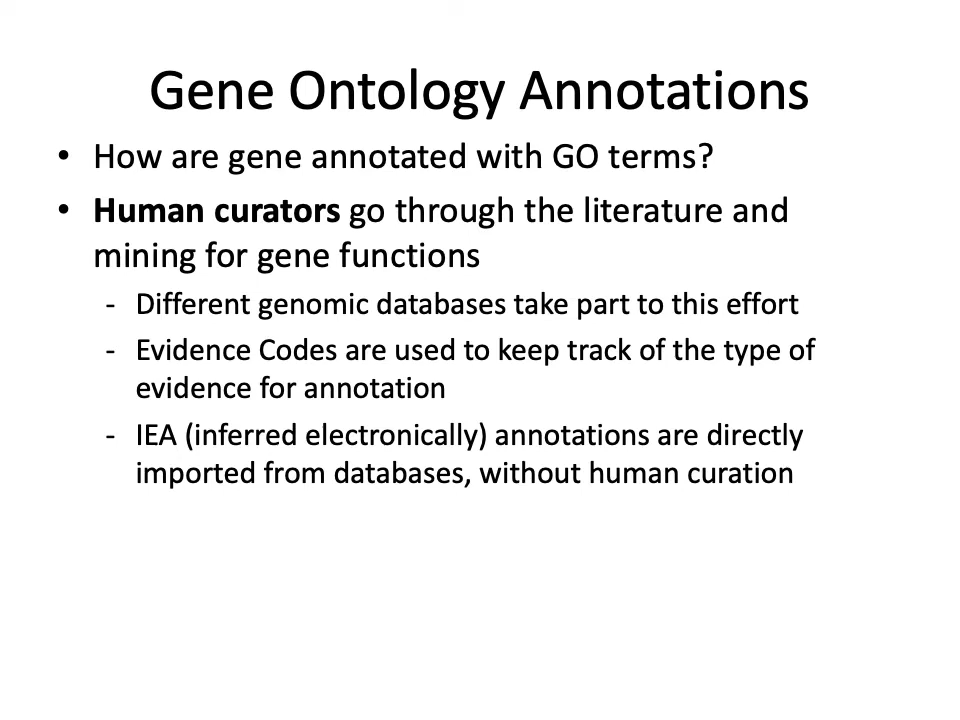 Gene Ontology Annotations
• How are gene annotated with GO terms?
• Human curators go through the literature and
mining for gene functions
- Different genomic databases take part to this effort
- Evidence Codes are used to keep track of the type of
evidence for annotation
- IEA (inferred electronically) annotations are directly
imported from databases, without human curation